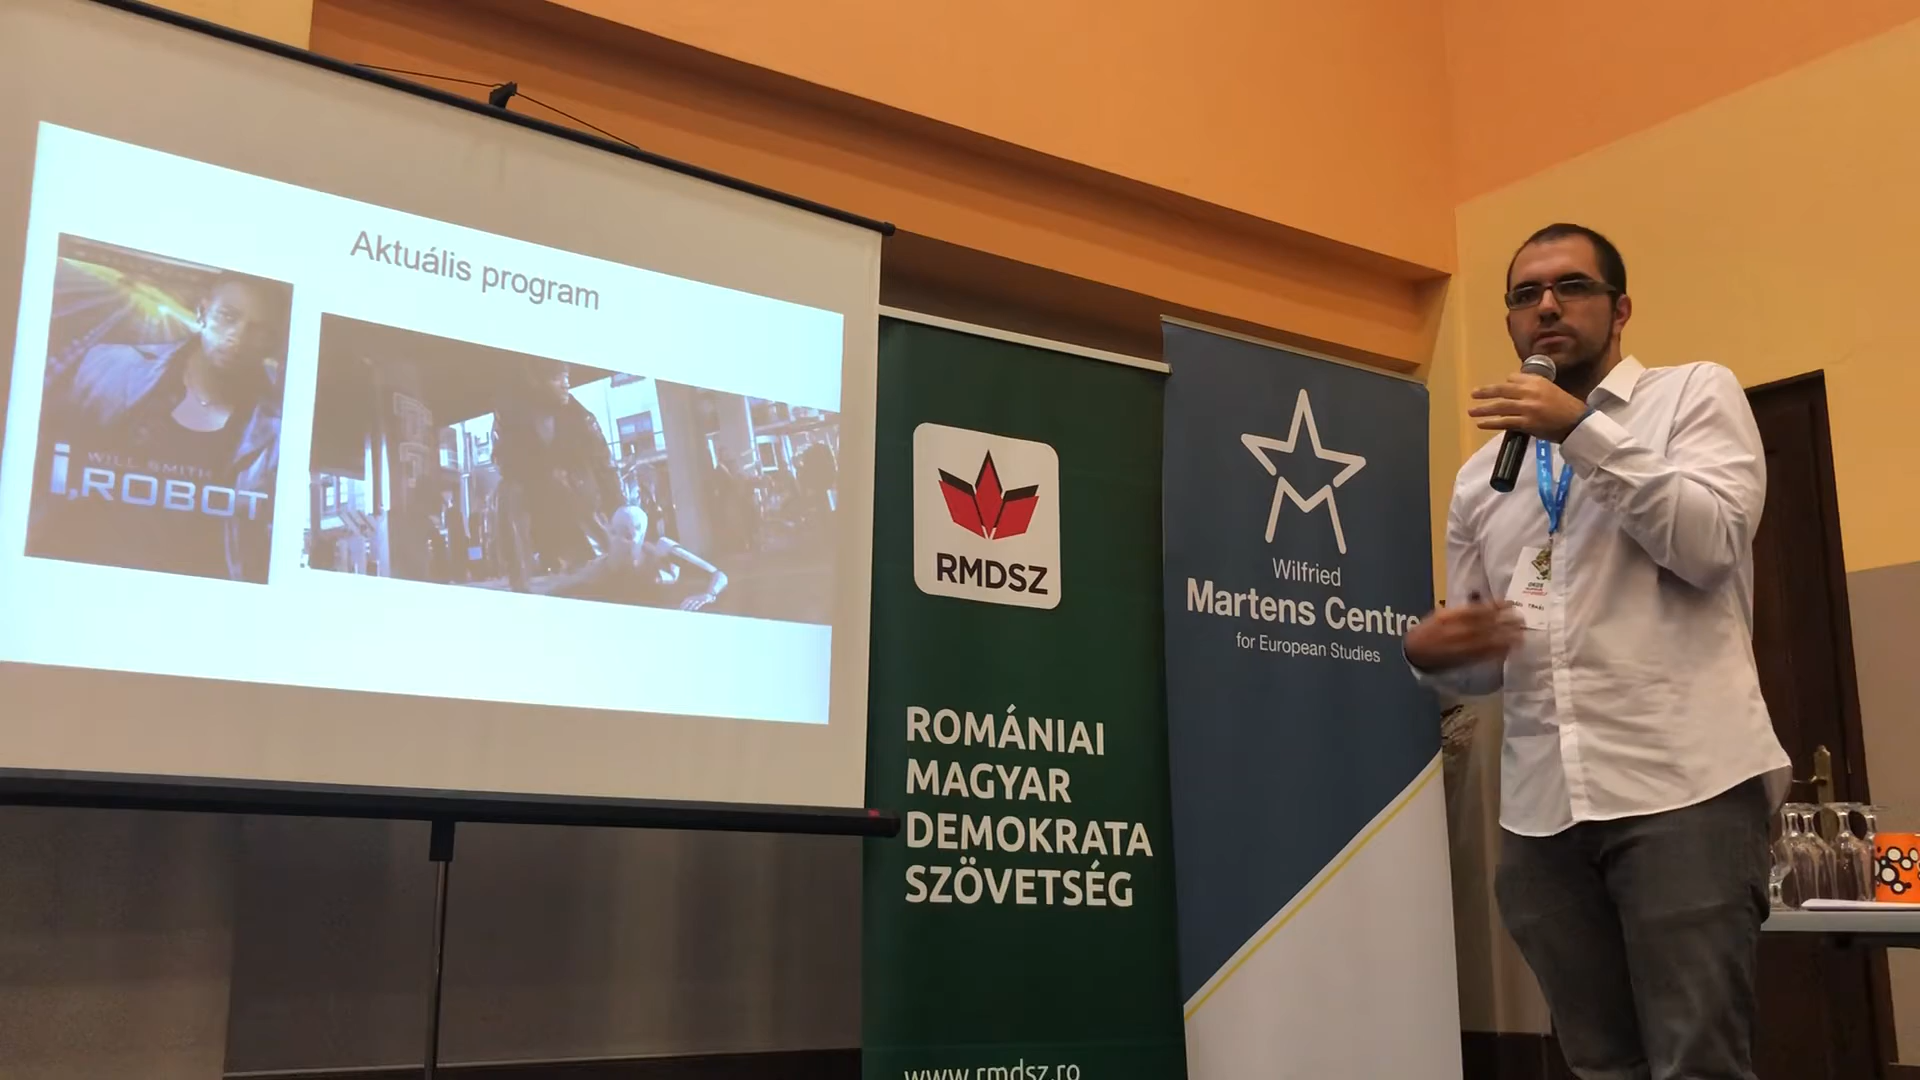 Aktuális program
WILL SMITH
i,ROBOT
RMDSZ
ROMÁNIAI
MAGYAR
DEMOKRATA
SZÖVETSÉG
www.rmdsz.ro
Wilfried
Martens Centre
for European Studies